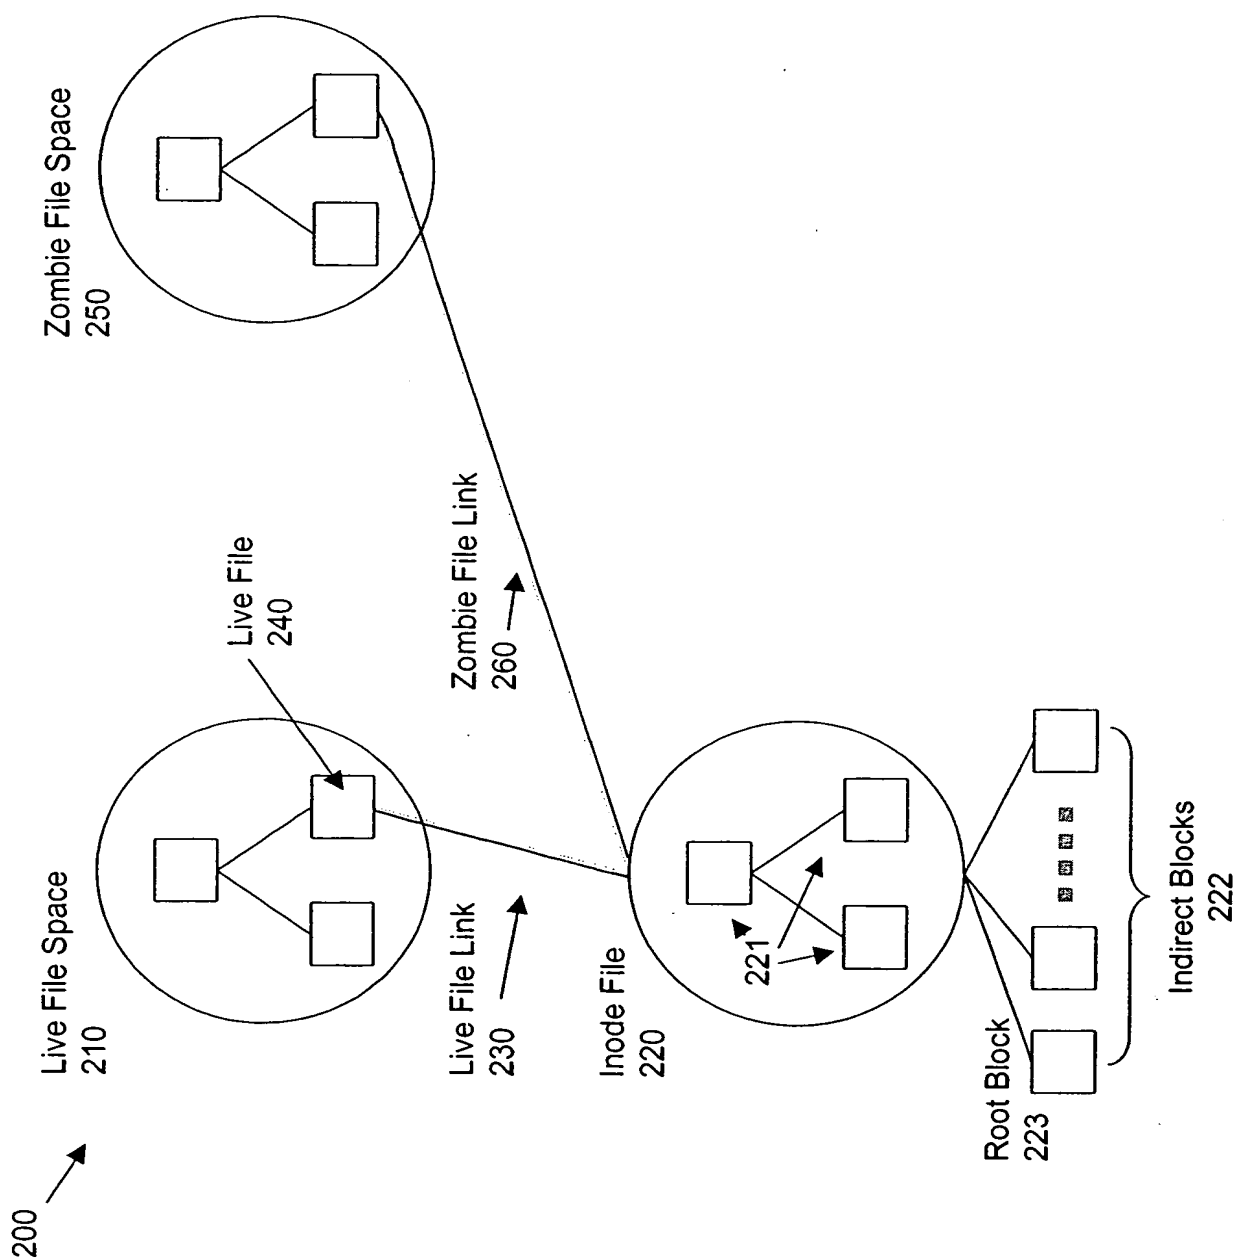 200
Live File Space
210
Zombie File Space
250
Live File
240
Live File Link
230
Zombie File Link
260
Inode File
220
221
Root Block
223
Indirect Blocks
222